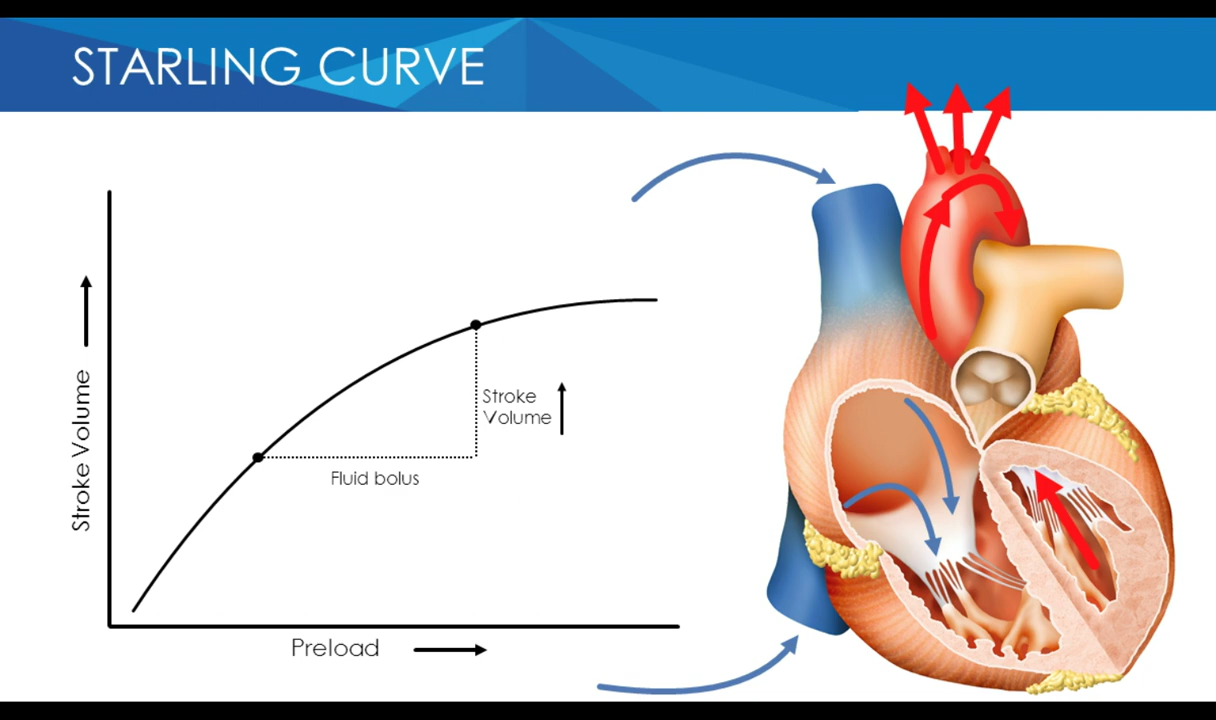 STARLING CURVE
Stroke Volume
Stroke
Volume
Fluid bolus
Preload